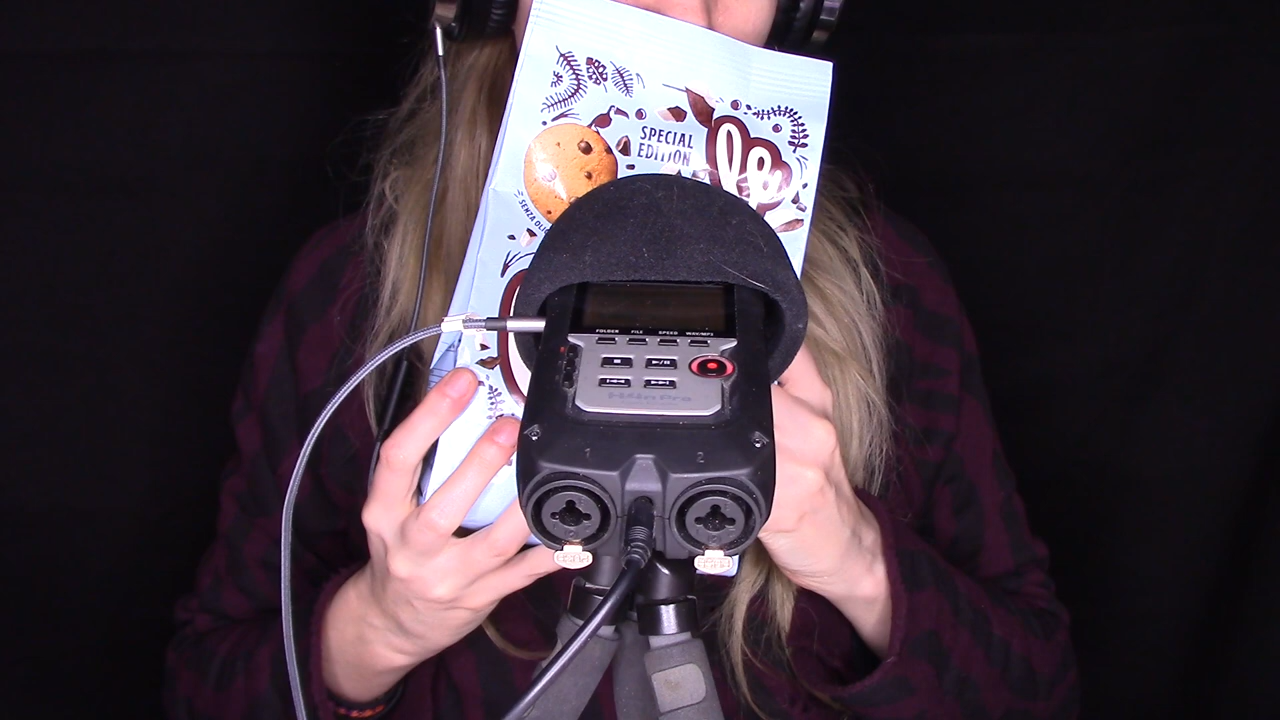 SPECIAL
EDITION
SENZA OLIO
FOLDER FILE SPEED WAV/MP3
H4n Pro
1 2